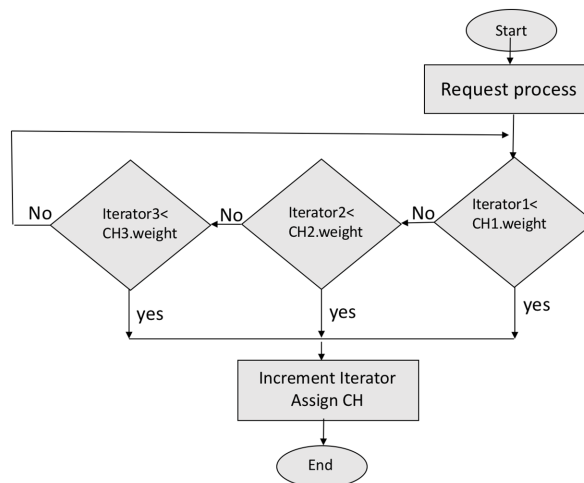 Start
Request process
Iterator3<
CH3.weight
Iterator2<
CH2.weight
Iterator1<
CH1.weight
No
No
No
yes
yes
yes
Increment Iterator
Assign CH
End